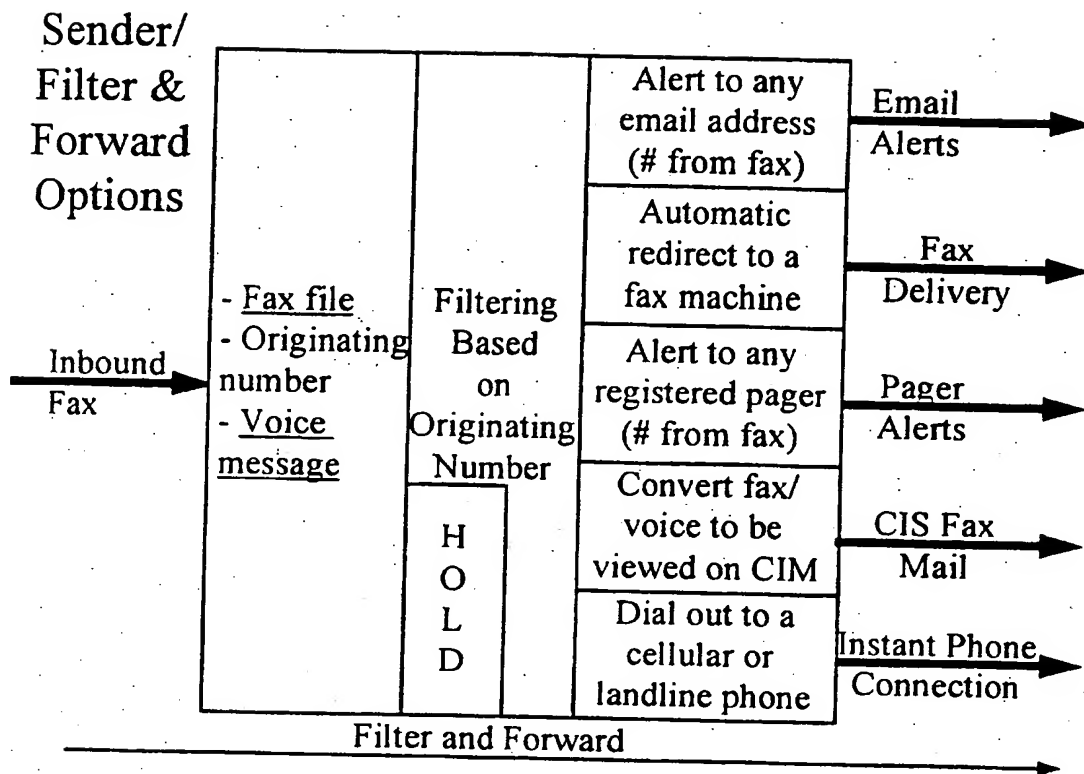 Sender/
Filter &
Forward
Options
Inbound
Fax
- Fax file
- Originating
number
- Voice
message
Filtering
Based
on
Originating
Number
H
O
L
D
Alert to any
email address
(# from fax)
Automatic
redirect to a
fax machine
Alert to any
registered pager
(# from fax)
Convert fax/
voice to be
viewed on CIM
Dial out to a
cellular or
landline phone
Email
Alerts
Fax
Delivery
Pager
Alerts
CIS Fax
Mail
Instant Phone
Connection
Filter and Forward